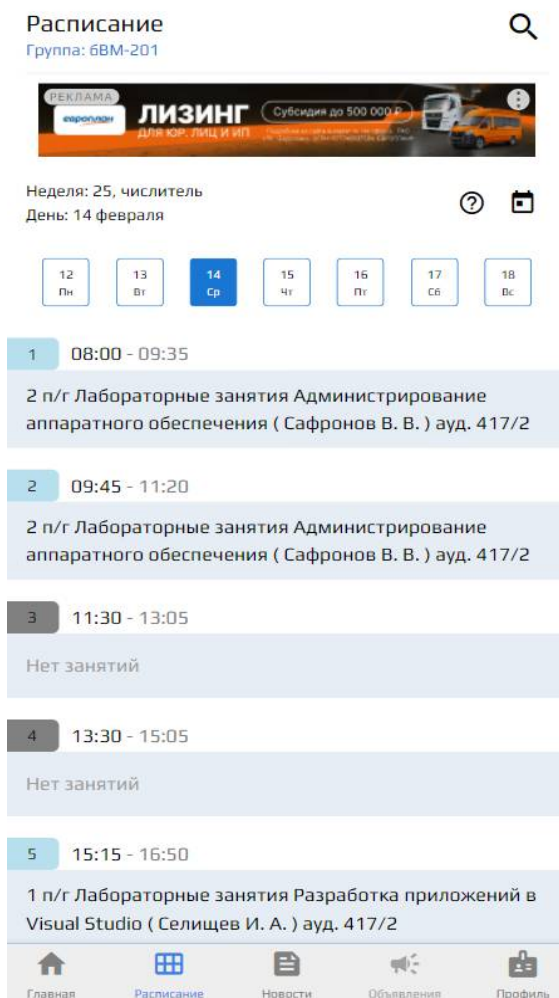 Расписание
Группа: бВМ-201
РЕКЛАМА
европлан
ЛИЗИНГ
ДЛЯ ЮР. ЛИЦ И ИП
Субсидия до 500 000 ₽
Неделя: 25, числитель
День: 14 февраля
12 13 14 15 16 17 18
Пн Вт Ср Чт Пт Сб Вс
1 08:00 - 09:35
2 п/г Лабораторные занятия Администрирование
аппаратного обеспечения ( Сафронов В. В. ) ауд. 417/2
2 09:45 - 11:20
2 п/г Лабораторные занятия Администрирование
аппаратного обеспечения ( Сафронов В. В. ) ауд. 417/2
3 11:30 - 13:05
Нет занятий
4 13:30 - 15:05
Нет занятий
5 15:15 - 16:50
1 п/г Лабораторные занятия Разработка приложений в
Visual Studio ( Селищев И. А. ) ауд. 417/2
Главная Расписание Новости Объявления Профиль